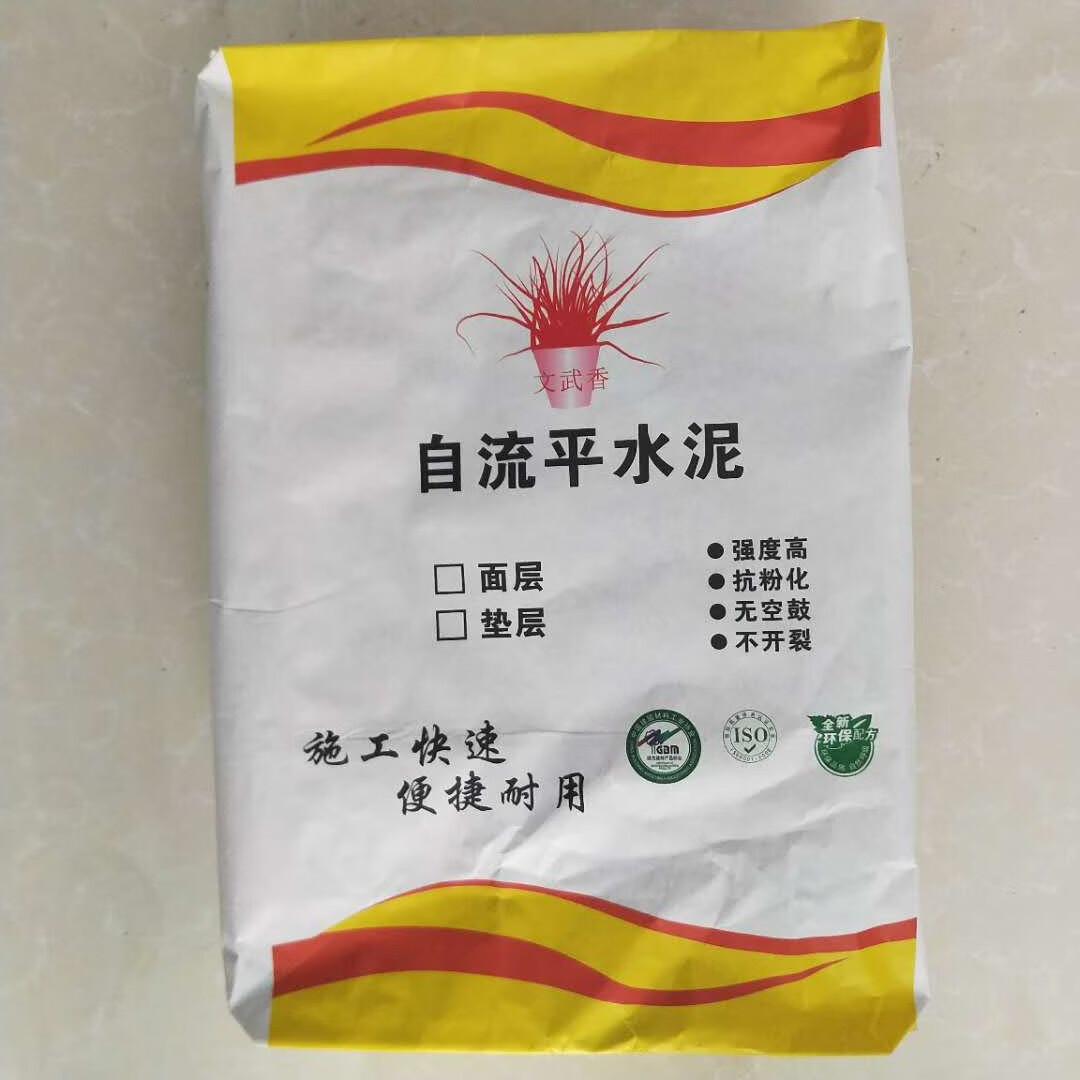 文武香
自流平水泥
面层
垫层
● 强度高
● 抗粉化
● 无空鼓
● 不开裂
施工快速
便捷耐用
ISO
全新
环保配方